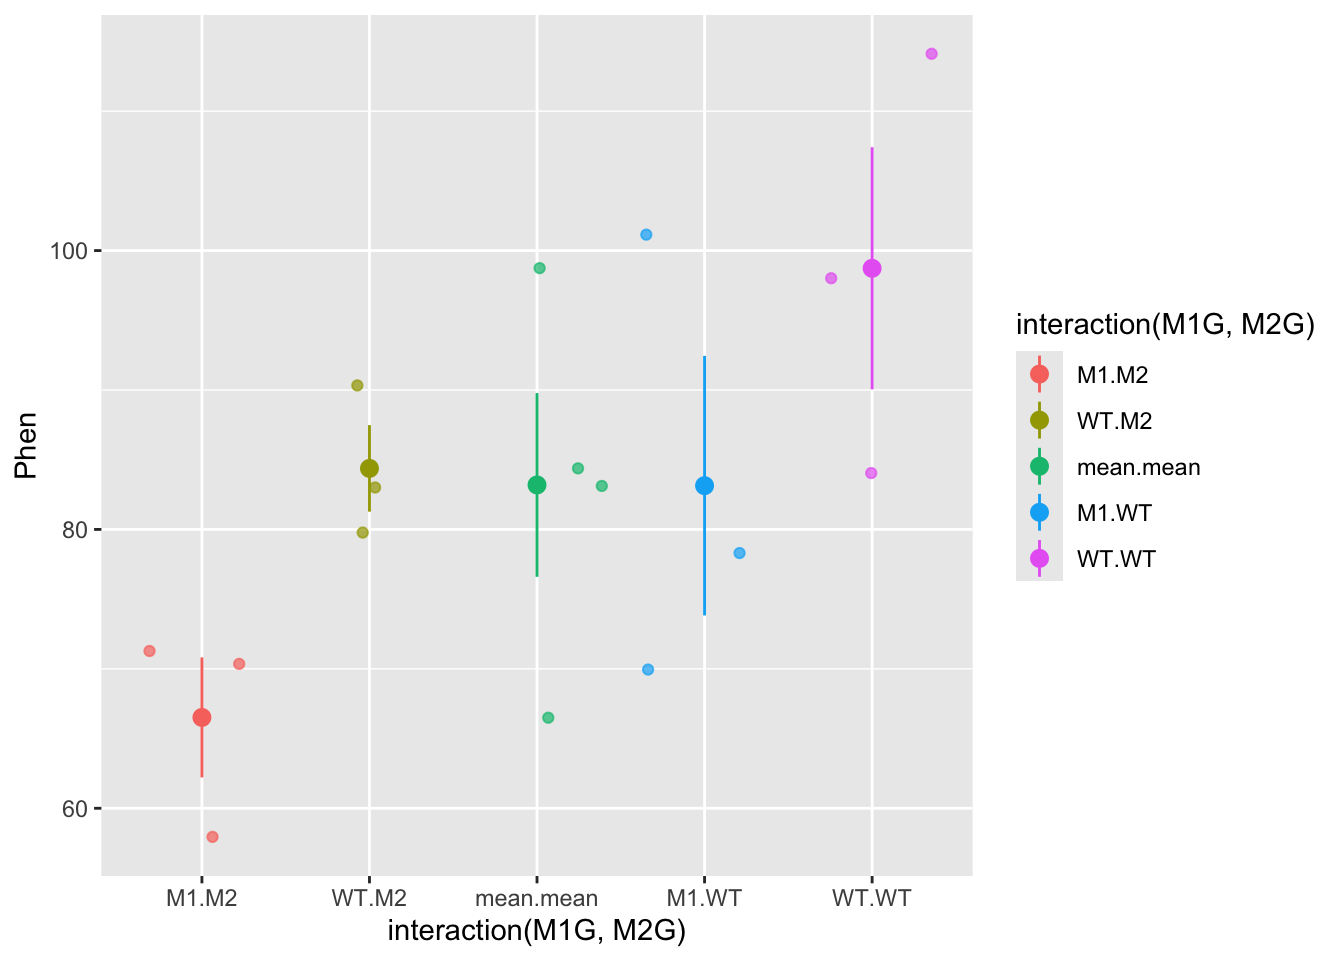 Phen
100
80
60
M1.M2
WT.M2
mean.mean
M1.WT
WT.WT
interaction(M1G, M2G)
interaction(M1G, M2G)
M1.M2
WT.M2
mean.mean
M1.WT
WT.WT